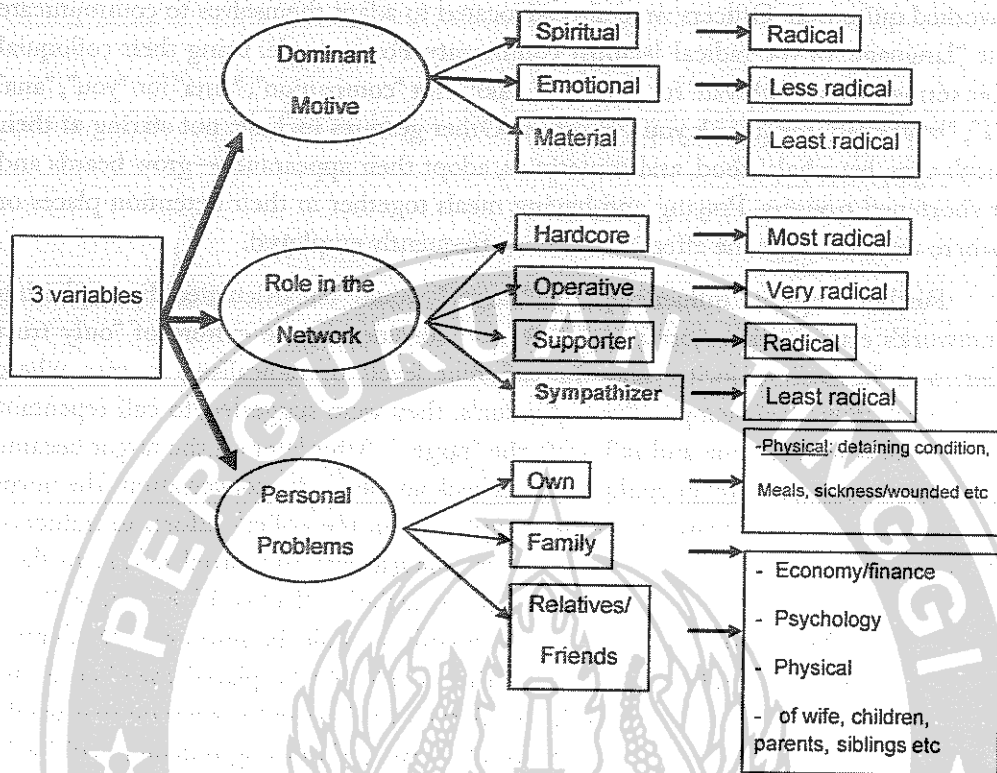 3 variables
Dominant
Motive
Spiritual
Radical
Emotional
Less radical
Material
Least radical
Role in the
Network
Hardcore
Most radical
Operative
Very radical
Supporter
Radical
Sympathizer
Least radical
Personal
Problems
Own
-Physical: detaining condition,
Meals, sickness/wounded etc
Family
Relatives/
Friends
- Economy/finance
- Psychology
- Physical
- of wife, children,
parents, siblings etc
PERGURUAN TINGGI